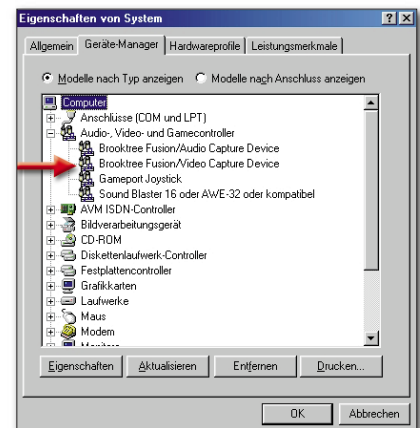 Eigenschaften von System
Allgemein Geräte-Manager Hardwareprofile Leistungsmerkmale
Modelle nach Typ anzeigen Modelle nach Anschluss anzeigen
Computer
Anschlüsse (COM und LPT)
Audio-, Video- und Gamecontroller
Brooktree Fusion/Audio Capture Device
Brooktree Fusion/Video Capture Device
Gameport Joystick
Sound Blaster 16 oder AWE-32 oder kompatibel
AVM ISDN-Controller
Bildverarbeitungsgerät
CD-ROM
Diskettenlaufwerk-Controller
Festplattencontroller
Grafikkarten
Laufwerke
Maus
Modem
Eigenschaften Aktualisieren Entfernen Drucken...
OK Abbrechen